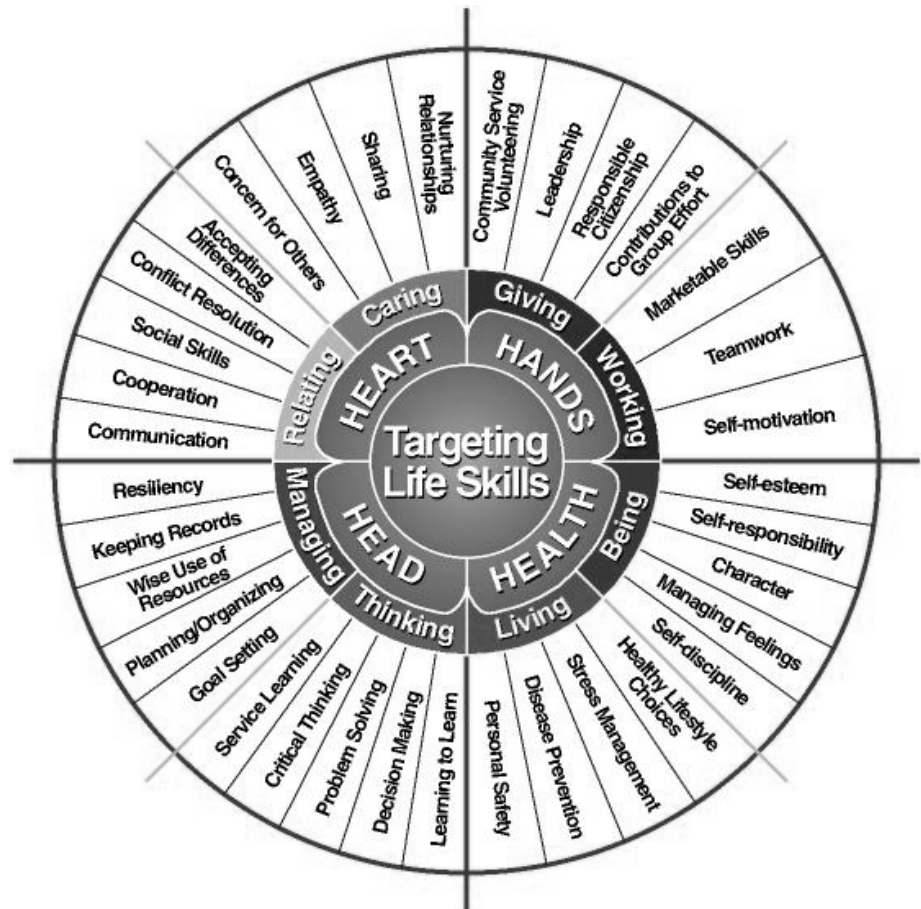 Targeting
Life Skills
HEART
HANDS
HEALTH
HEAD
Caring
Giving
Working
Being
Living
Thinking
Managing
Relating
Nurturing
Relationships
Sharing
Empathy
Concern for Others
Accepting
Differences
Conflict Resolution
Social Skills
Cooperation
Communication
Community Service
Volunteering
Leadership
Responsible
Citizenship
Contributions to
Group Effort
Marketable Skills
Teamwork
Self-motivation
Self-esteem
Self-responsibility
Character
Managing Feelings
Self-discipline
Healthy Lifestyle
Choices
Stress Management
Disease Prevention
Personal Safety
Learning to Learn
Decision Making
Problem Solving
Critical Thinking
Service Learning
Goal Setting
Planning/Organizing
Wise Use of
Resources
Keeping Records
Resiliency